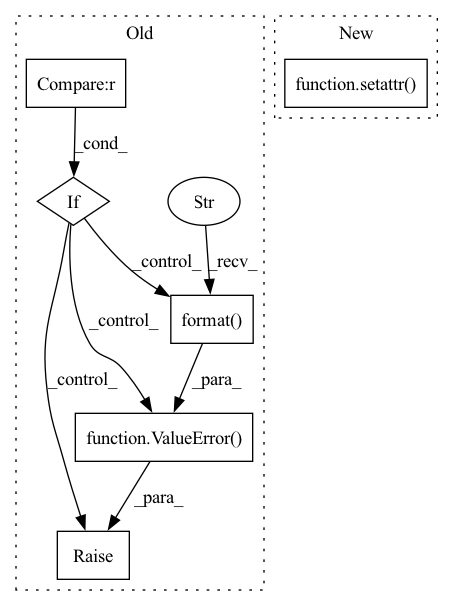 Old
New
Compare:r
function.setattr()
_cond_
If
Str
_control_
_recv_
_control_
format()
_control_
_para_
function.ValueError()
_para_
Raise